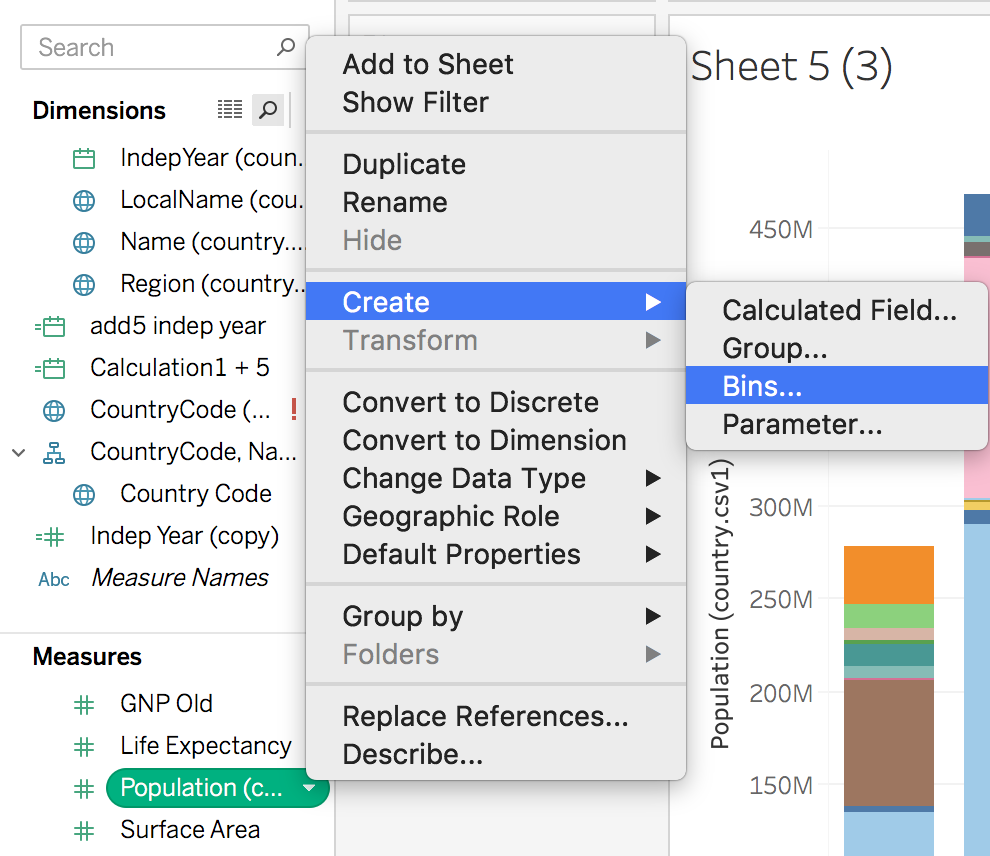 Search
Dimensions
IndepYear (coun.
LocalName (cou.
Name (country....
Region (country..
add5 indep year
Calculation1 + 5
CountryCode (... !
CountryCode, Na...
Country Code
Indep Year (copy)
Abc Measure Names
Measures
GNP Old
Life Expectancy
Population (c...
Surface Area
Add to Sheet
Show Filter
Duplicate
Rename
Hide
Create
Transform
Convert to Discrete
Convert to Dimension
Change Data Type
Geographic Role
Default Properties
Group by
Folders
Replace References...
Describe...
Calculated Field...
Group...
Bins...
Parameter...
Sheet 5 (3)
Population (country.csv1)
450M
300M
250M
200M
150M